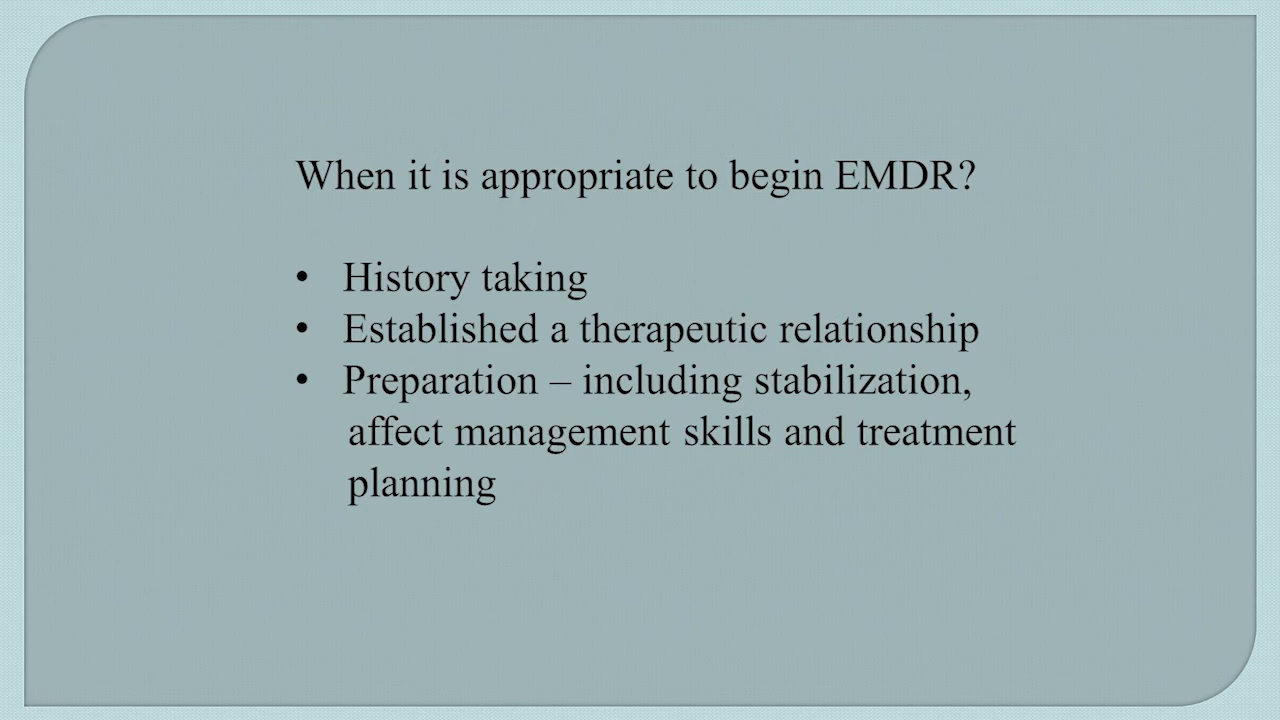 When it is appropriate to begin EMDR?
• History taking
• Established a therapeutic relationship
• Preparation – including stabilization,
affect management skills and treatment
planning